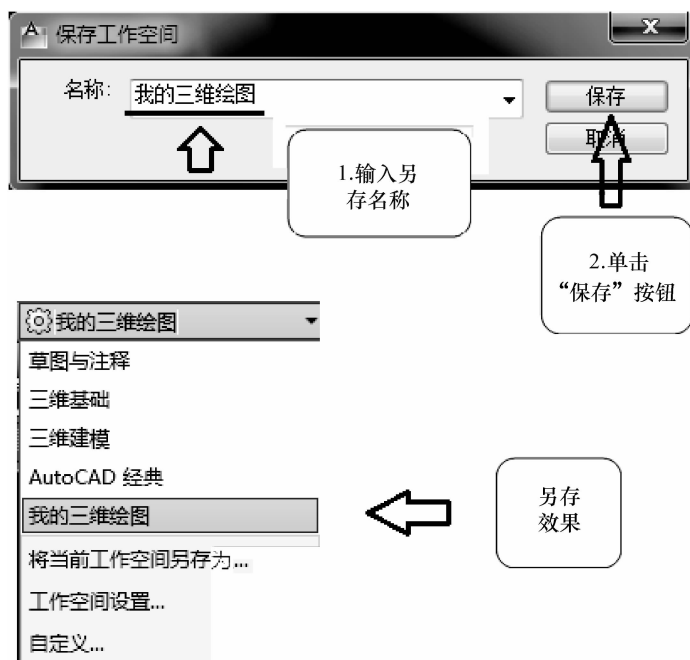 保存工作空间
名称:
我的三维绘图
保存
取消
1.输入另
存名称
2.单击
“保存”按钮
我的三维绘图
草图与注释
三维基础
三维建模
AutoCAD 经典
我的三维绘图
将当前工作空间另存为...
工作空间设置...
自定义...
另存
效果